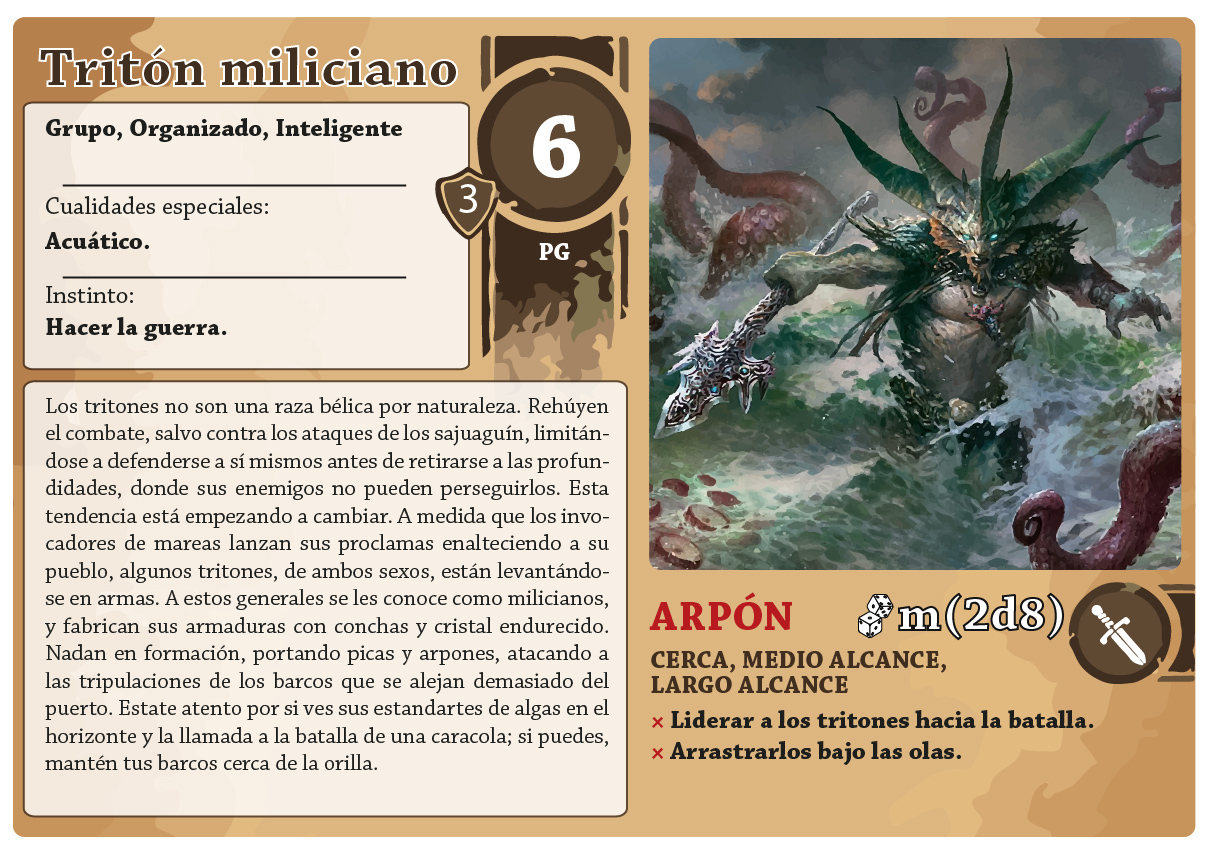 Tritón miliciano
Grupo, Organizado, Inteligente
Cualidades especiales:
Acuático.
Instinto:
Hacer la guerra.
3
6
PG
Los tritones no son una raza bélica por naturaleza. Rehúyen
el combate, salvo contra los ataques de los sajuaguín, limitán-
dose a defenderse a sí mismos antes de retirarse a las profun-
didades, donde sus enemigos no pueden perseguirlos. Esta
tendencia está empezando a cambiar. A medida que los invo-
cadores de mareas lanzan sus proclamas enalteciendo a su
pueblo, algunos tritones, de ambos sexos, están levantándo-
se en armas. A estos generales se les conoce como milicianos,
y fabrican sus armaduras con conchas y cristal endurecido.
Nadan en formación, portando picas y arpones, atacando a
las tripulaciones de los barcos que se alejan demasiado del
puerto. Estate atento por si ves sus estandartes de algas en el
horizonte y la llamada a la batalla de una caracola; si puedes,
mantén tus barcos cerca de la orilla.
ARPÓN m(2d8)
CERCA, MEDIO ALCANCE,
LARGO ALCANCE
× Liderar a los tritones hacia la batalla.
× Arrastrarlos bajo las olas.